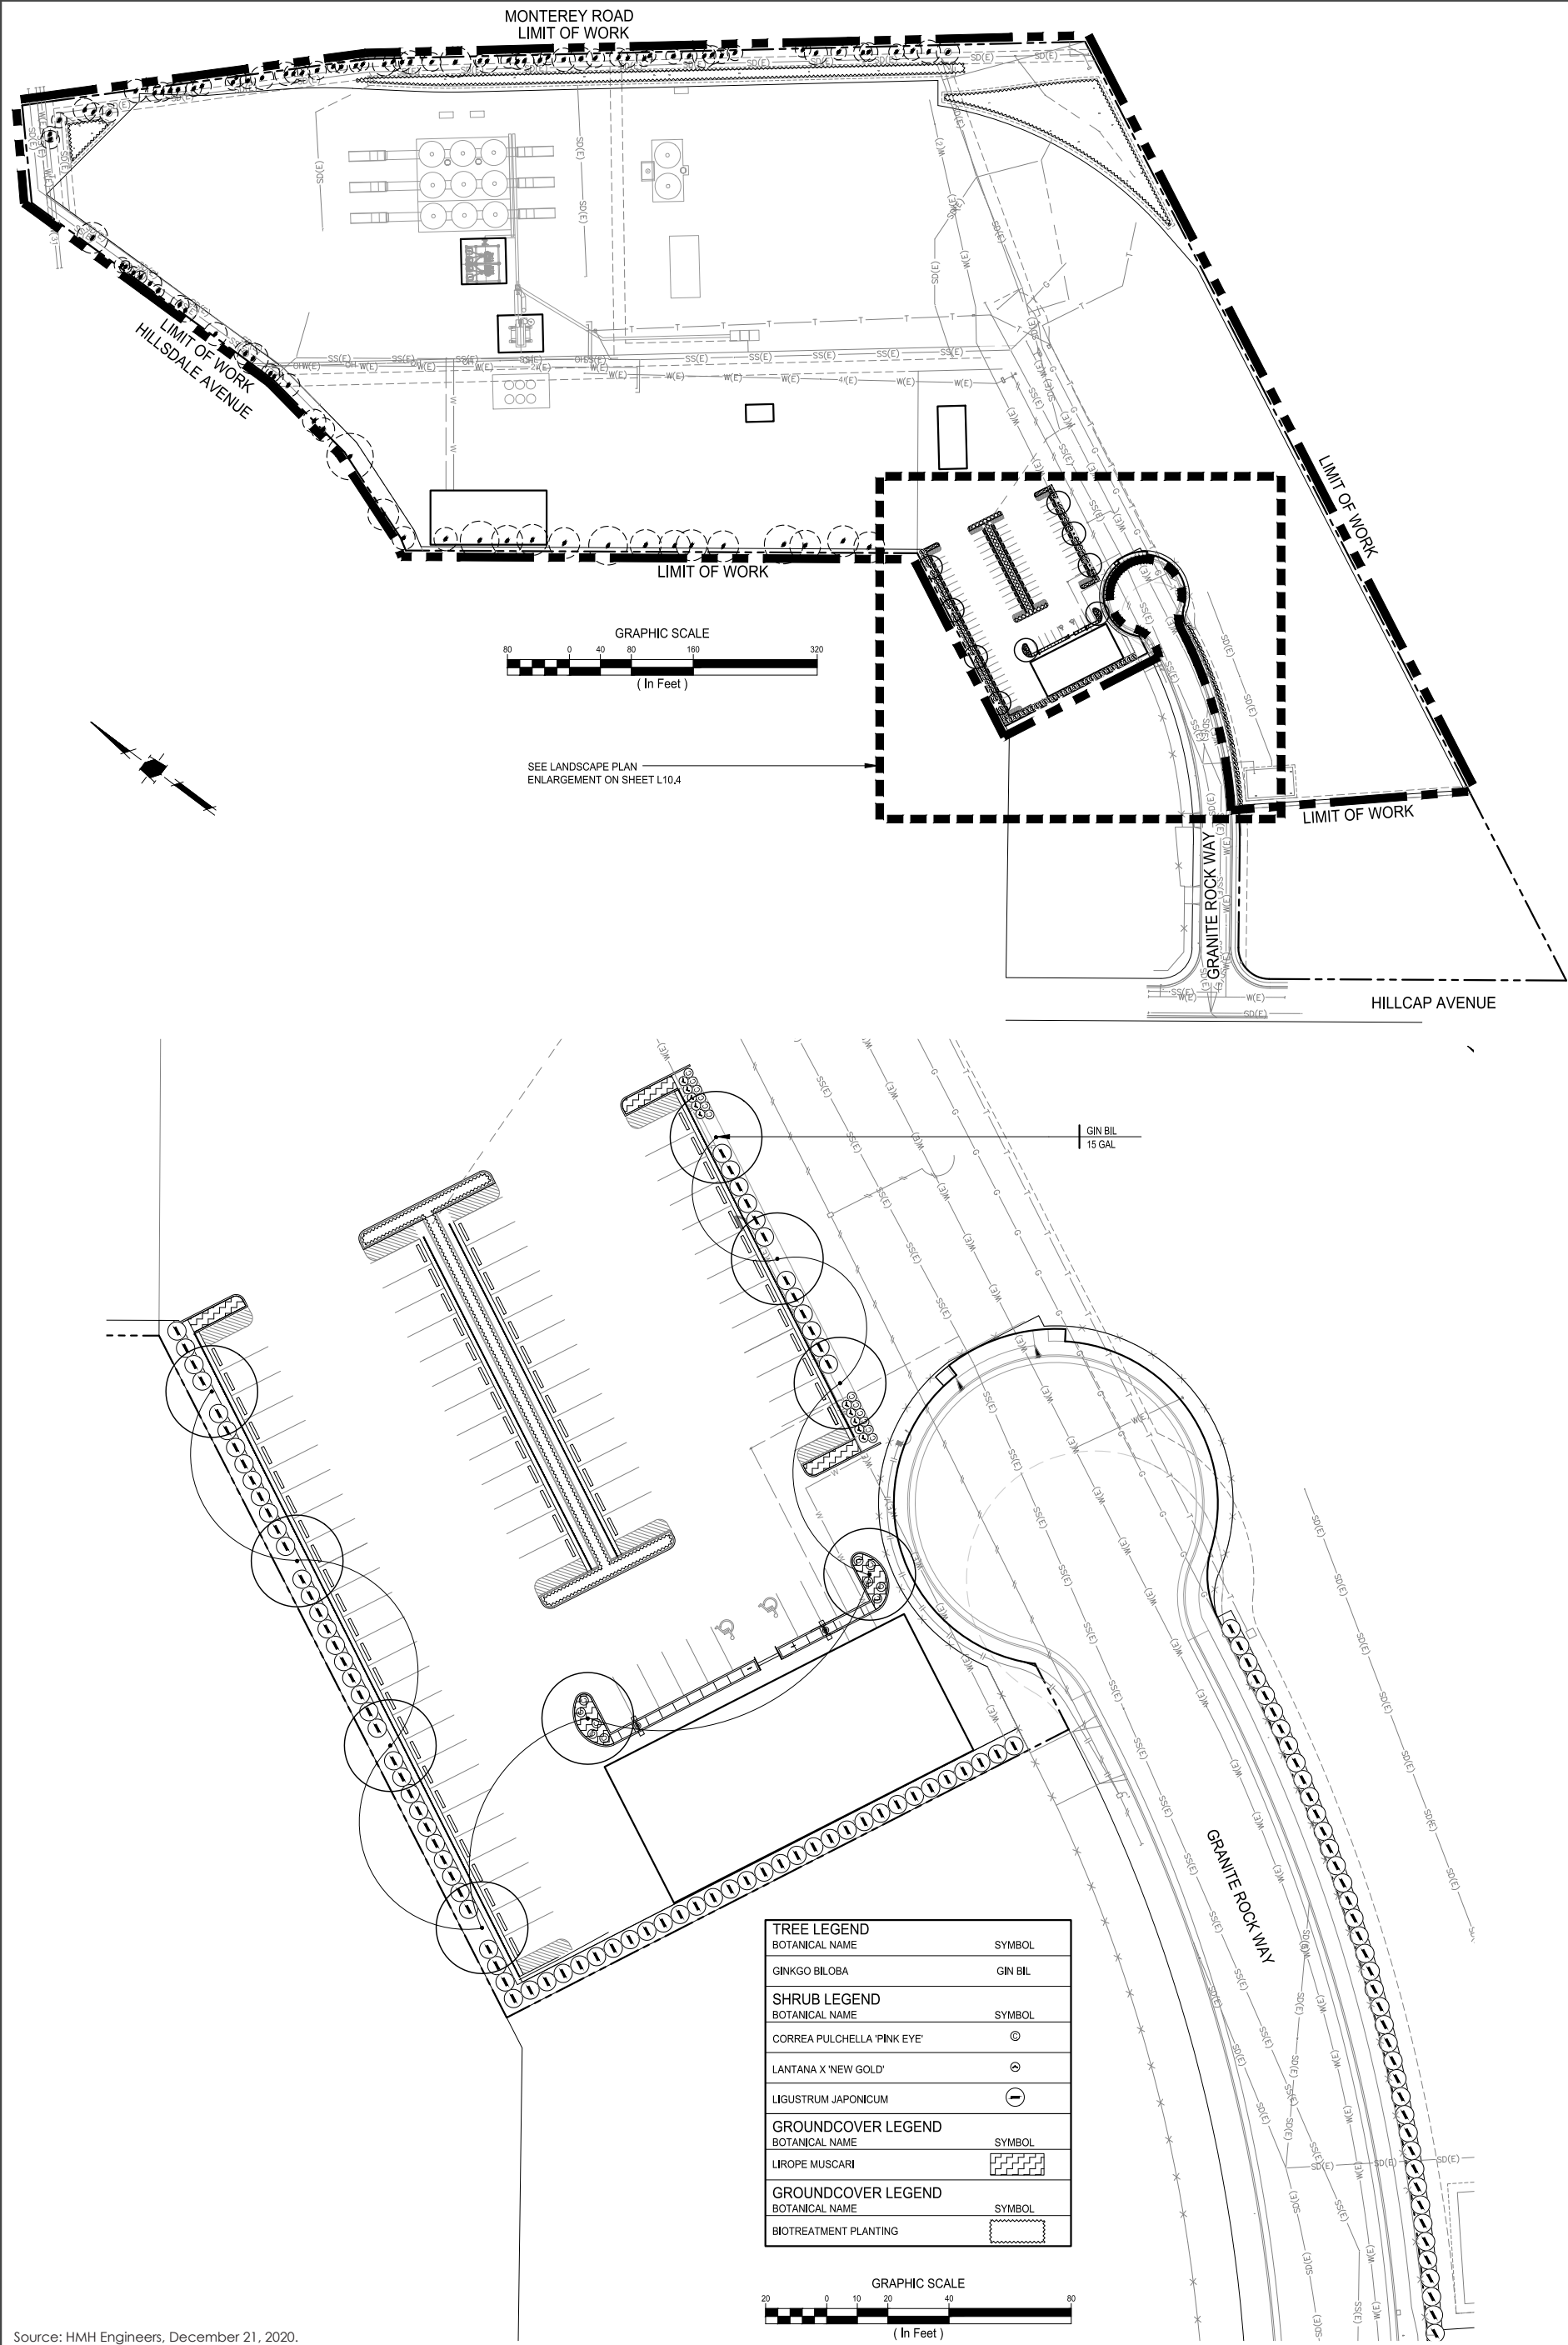 MONTEREY ROAD
LIMIT OF WORK
LIMIT OF WORK
HILLSDALE AVENUE
LIMIT OF WORK
LIMIT OF WORK
GRAPHIC SCALE
80 0 40 80 160 320
( In Feet )
SEE LANDSCAPE PLAN
ENLARGEMENT ON SHEET L10.4
LIMIT OF WORK
GRANITE ROCK WAY
HILLCAP AVENUE
GIN BIL
15 GAL
GRANITE ROCK WAY
TREE LEGEND
BOTANICAL NAME SYMBOL
GINKGO BILOBA GIN BIL
SHRUB LEGEND
BOTANICAL NAME SYMBOL
CORREA PULCHELLA 'PINK EYE' C
LANTANA X 'NEW GOLD'
LIGUSTRUM JAPONICUM
GROUNDCOVER LEGEND
BOTANICAL NAME SYMBOL
LIROPE MUSCARI
GROUNDCOVER LEGEND
BOTANICAL NAME SYMBOL
BIOTREATMENT PLANTING
GRAPHIC SCALE
20 0 10 20 40 80
( In Feet )
Source: HMH Engineers, December 21, 2020.